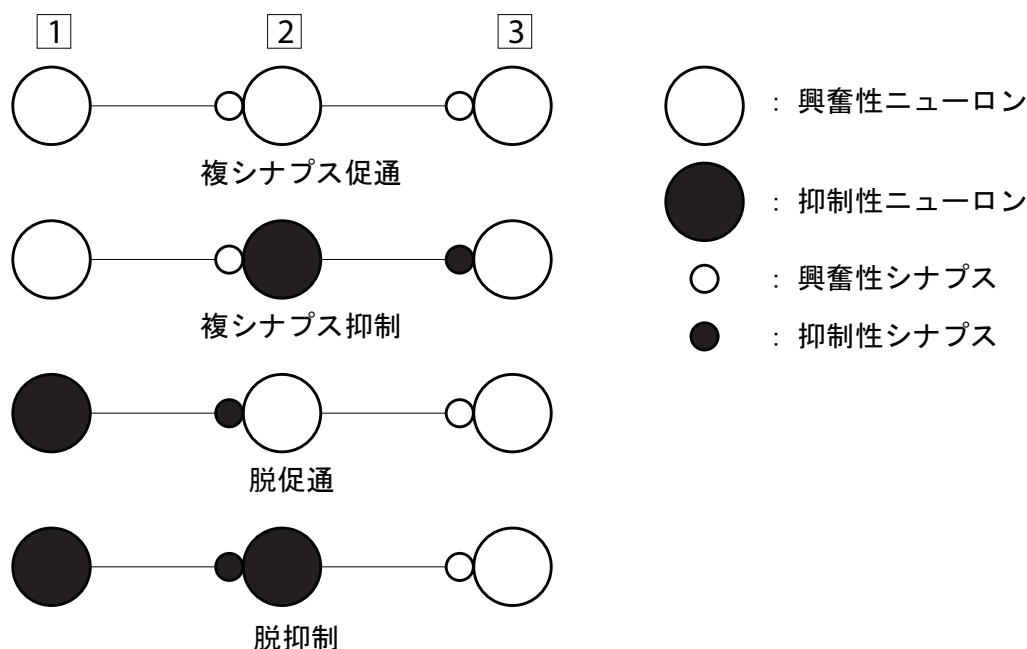 1 2 3
複シナプス促通
複シナプス抑制
脱促通
脱抑制
: 興奮性ニューロン
: 抑制性ニューロン
: 興奮性シナプス
: 抑制性シナプス